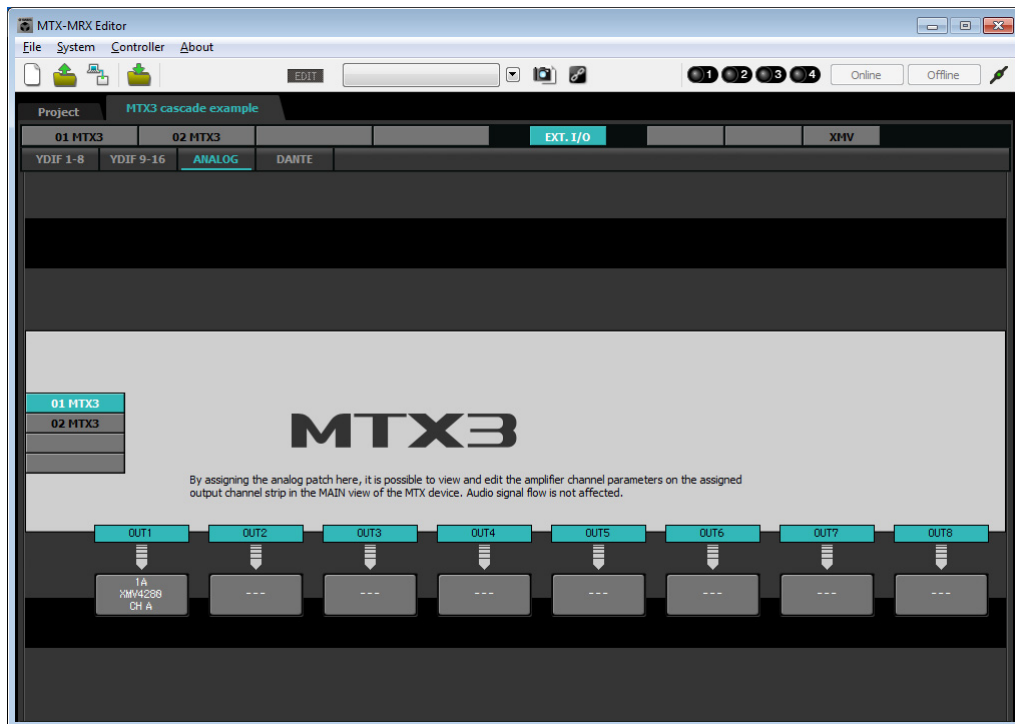 MTX-MRX Editor
File System Controller About
EDIT 1 2 3 4 Online Offline
Project MTX3 cascade example
01 MTX3 02 MTX3 EXT. I/O XMV
YDIF 1-8 YDIF 9-16 ANALOG DANTE
01 MTX3
02 MTX3
MTX3
By assigning the analog patch here, it is possible to view and edit the amplifier channel parameters on the assigned
output channel strip in the MAIN view of the MTX device. Audio signal flow is not affected.
OUT1 OUT2 OUT3 OUT4 OUT5 OUT6 OUT7 OUT8
1A
XMV4280
CH A
--- --- --- --- --- --- ---